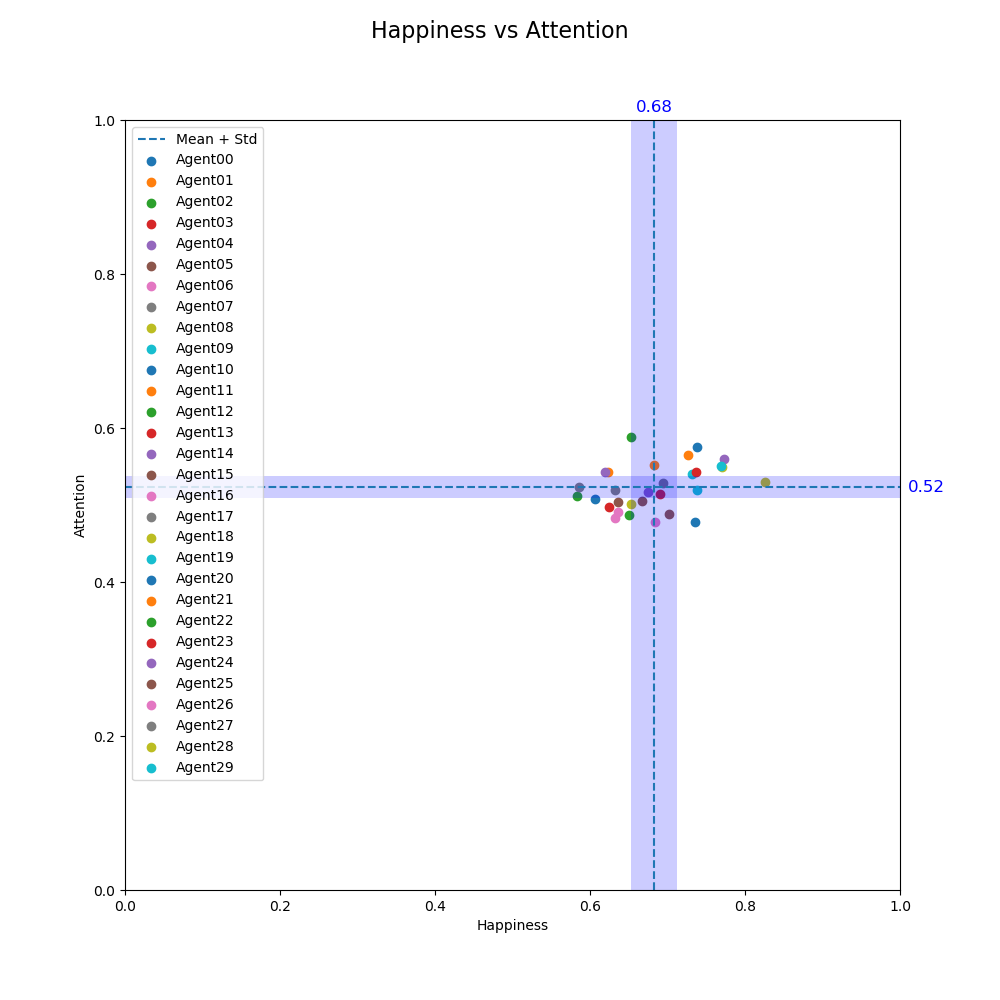 Happiness vs Attention
0.68
1.0
Mean + Std
Agent00
Agent01
Agent02
Agent03
Agent04
Agent05
Agent06
Agent07
Agent08
Agent09
Agent10
Agent11
Agent12
Agent13
Agent14
Agent15
Agent16
Agent17
Agent18
Agent19
Agent20
Agent21
Agent22
Agent23
Agent24
Agent25
Agent26
Agent27
Agent28
Agent29
0.8
0.6
0.4
0.2
0.0
Attention
0.52
0.0 0.2 0.4 0.6 0.8 1.0
Happiness